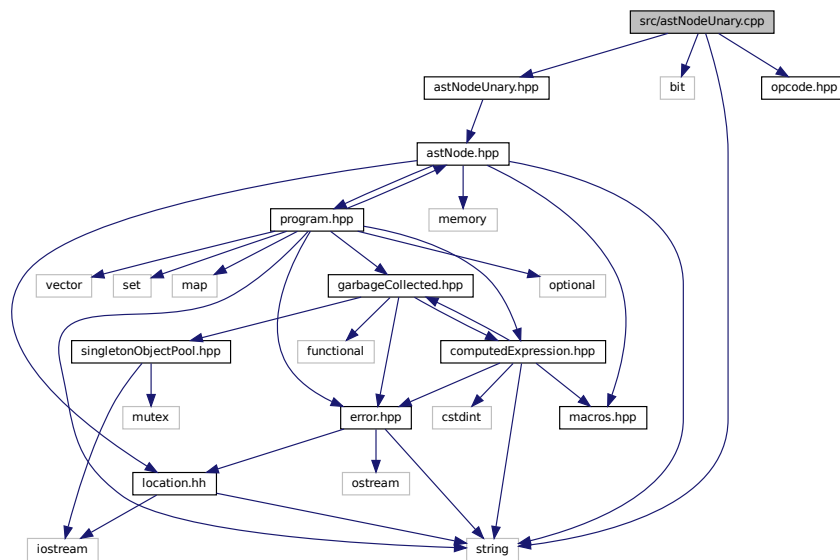 src/astNodeUnary.cpp
astNodeUnary.hpp
bit
opcode.hpp
astNode.hpp
program.hpp
memory
vector
set
map
garbageCollected.hpp
optional
singletonObjectPool.hpp
functional
computedExpression.hpp
mutex
error.hpp
cstdint
macros.hpp
location.hh
ostream
iostream
string